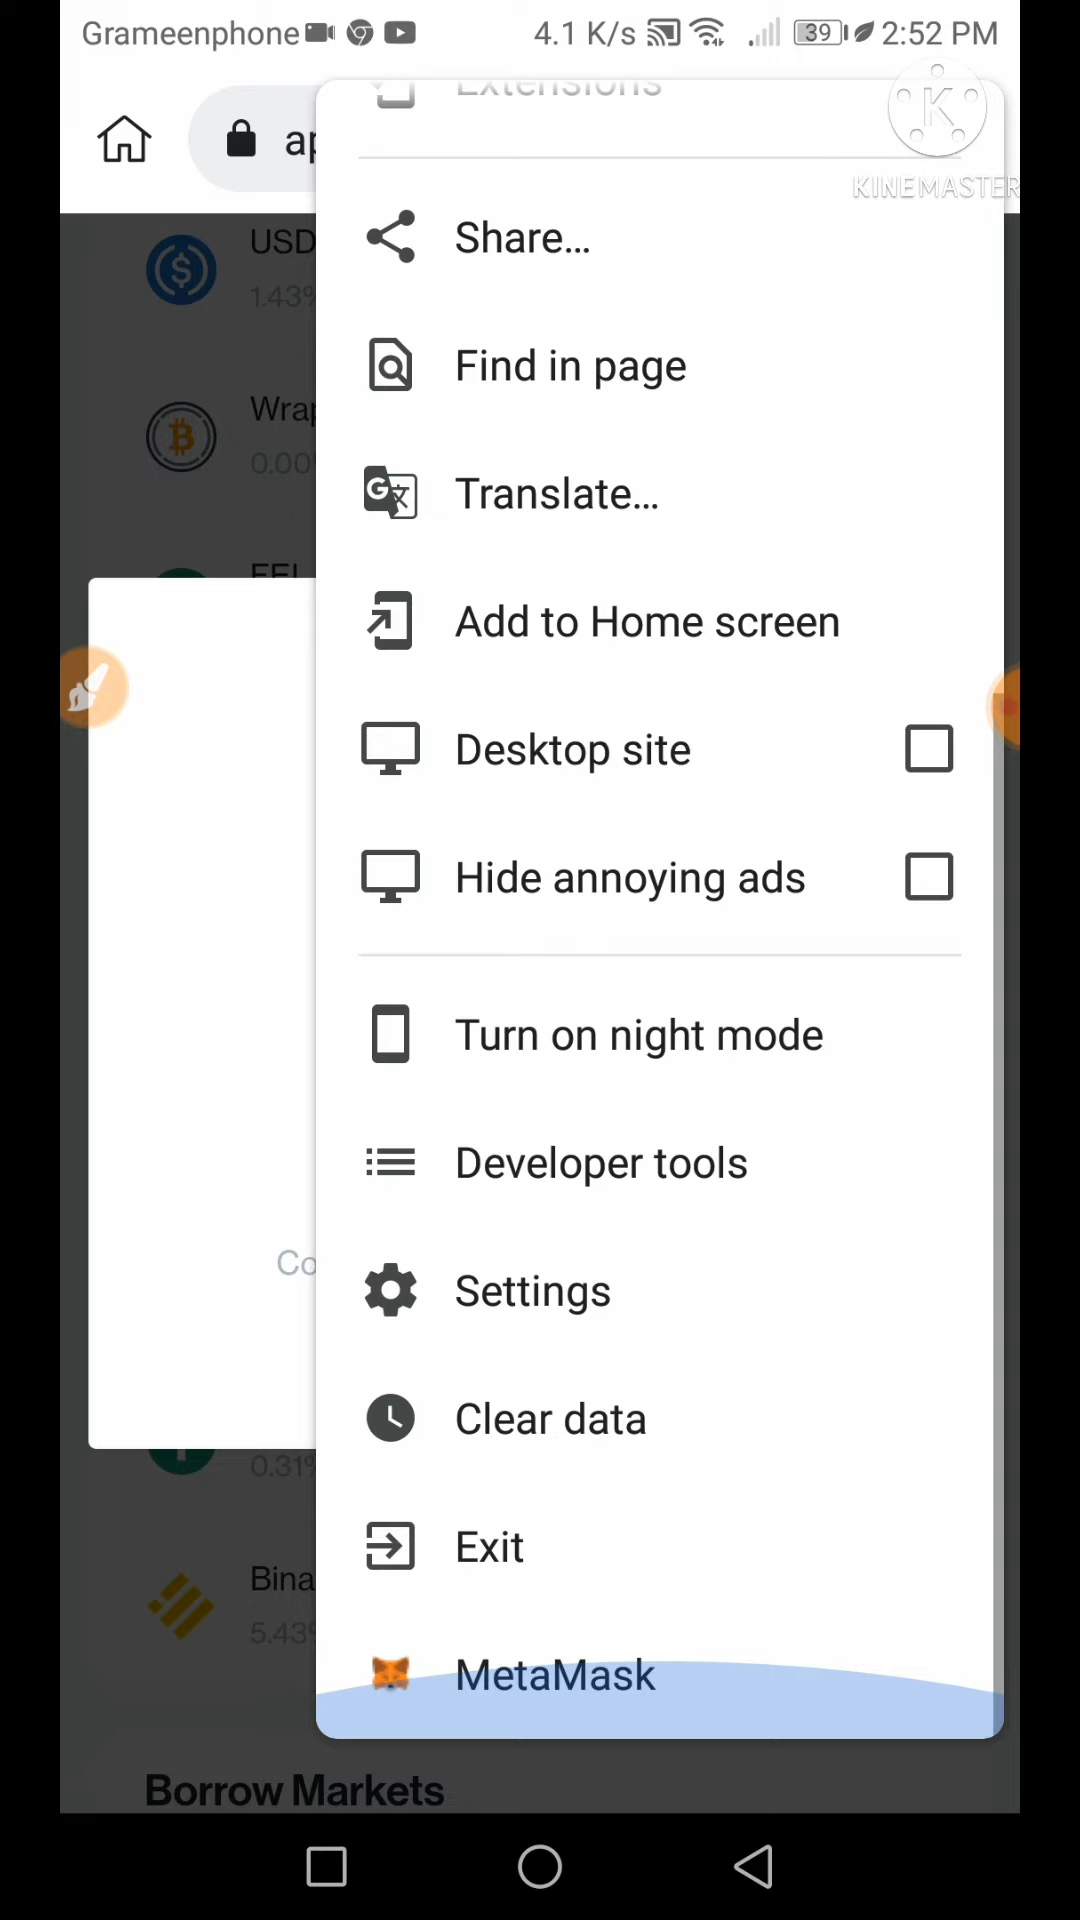 Grameenphone 4.1 K/s 39 2:52 PM
Extensions
K
KINEMASTER
ap
Share...
USD
1.43%
Find in page
Wrap
0.00
Translate...
G
Add to Home screen
Desktop site
Hide annoying ads
Turn on night mode
Developer tools
Co
Settings
Clear data
0.31%
Exit
Bina
5.43%
MetaMask
Borrow Markets